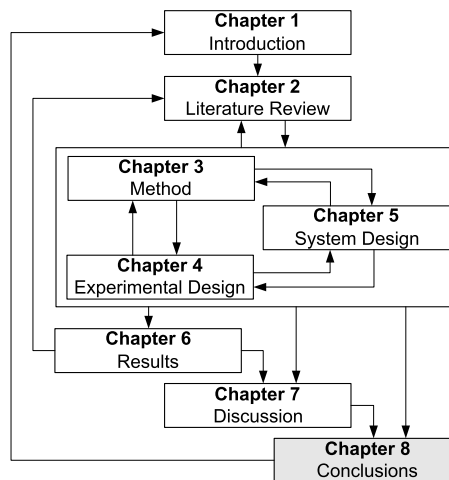 Chapter 1
Introduction
Chapter 2
Literature Review
Chapter 3
Method
Chapter 5
System Design
Chapter 4
Experimental Design
Chapter 6
Results
Chapter 7
Discussion
Chapter 8
Conclusions